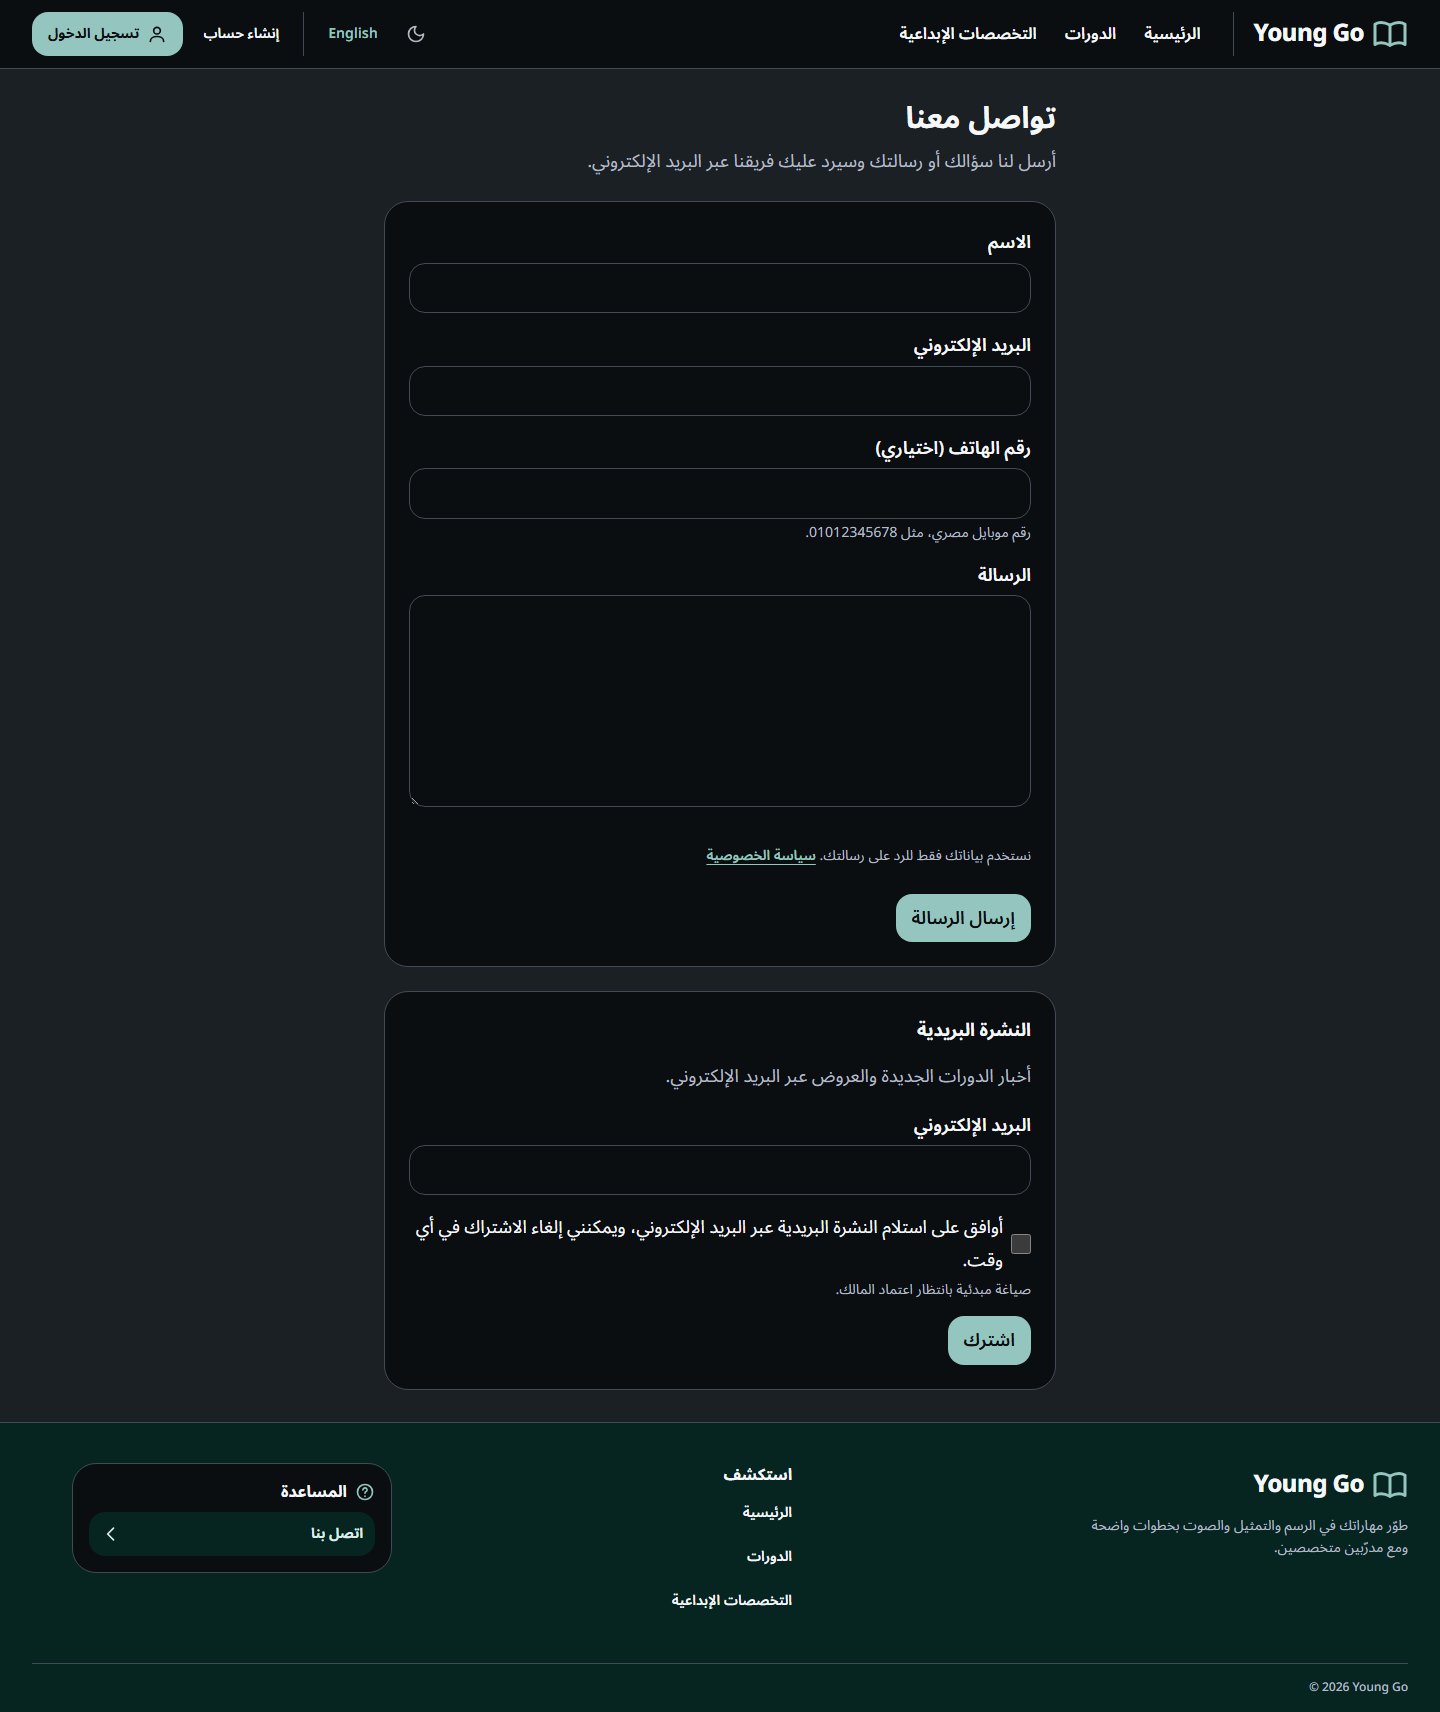 Young Go
الرئيسية
الدورات
التخصصات الإبداعية
English
إنشاء حساب
تسجيل الدخول
تواصل معنا
أرسل لنا سؤالك أو رسالتك وسيرد عليك فريقنا عبر البريد الإلكتروني.
الاسم
البريد الإلكتروني
رقم الهاتف (اختياري)
رقم موبايل مصري، مثل 01012345678.
الرسالة
نستخدم بياناتك فقط للرد على رسالتك. سياسة الخصوصية
إرسال الرسالة
النشرة البريدية
أخبار الدورات الجديدة والعروض عبر البريد الإلكتروني.
البريد الإلكتروني
أوافق على استلام النشرة البريدية عبر البريد الإلكتروني، ويمكنني إلغاء الاشتراك في أي
وقت.
صياغة مبدئية بانتظار اعتماد المالك.
اشترك
Young Go
طوّر مهاراتك في الرسم والتمثيل والصوت بخطوات واضحة
ومع مدرّبين متخصصين.
استكشف
الرئيسية
الدورات
التخصصات الإبداعية
المساعدة
اتصل بنا
© 2026 Young Go